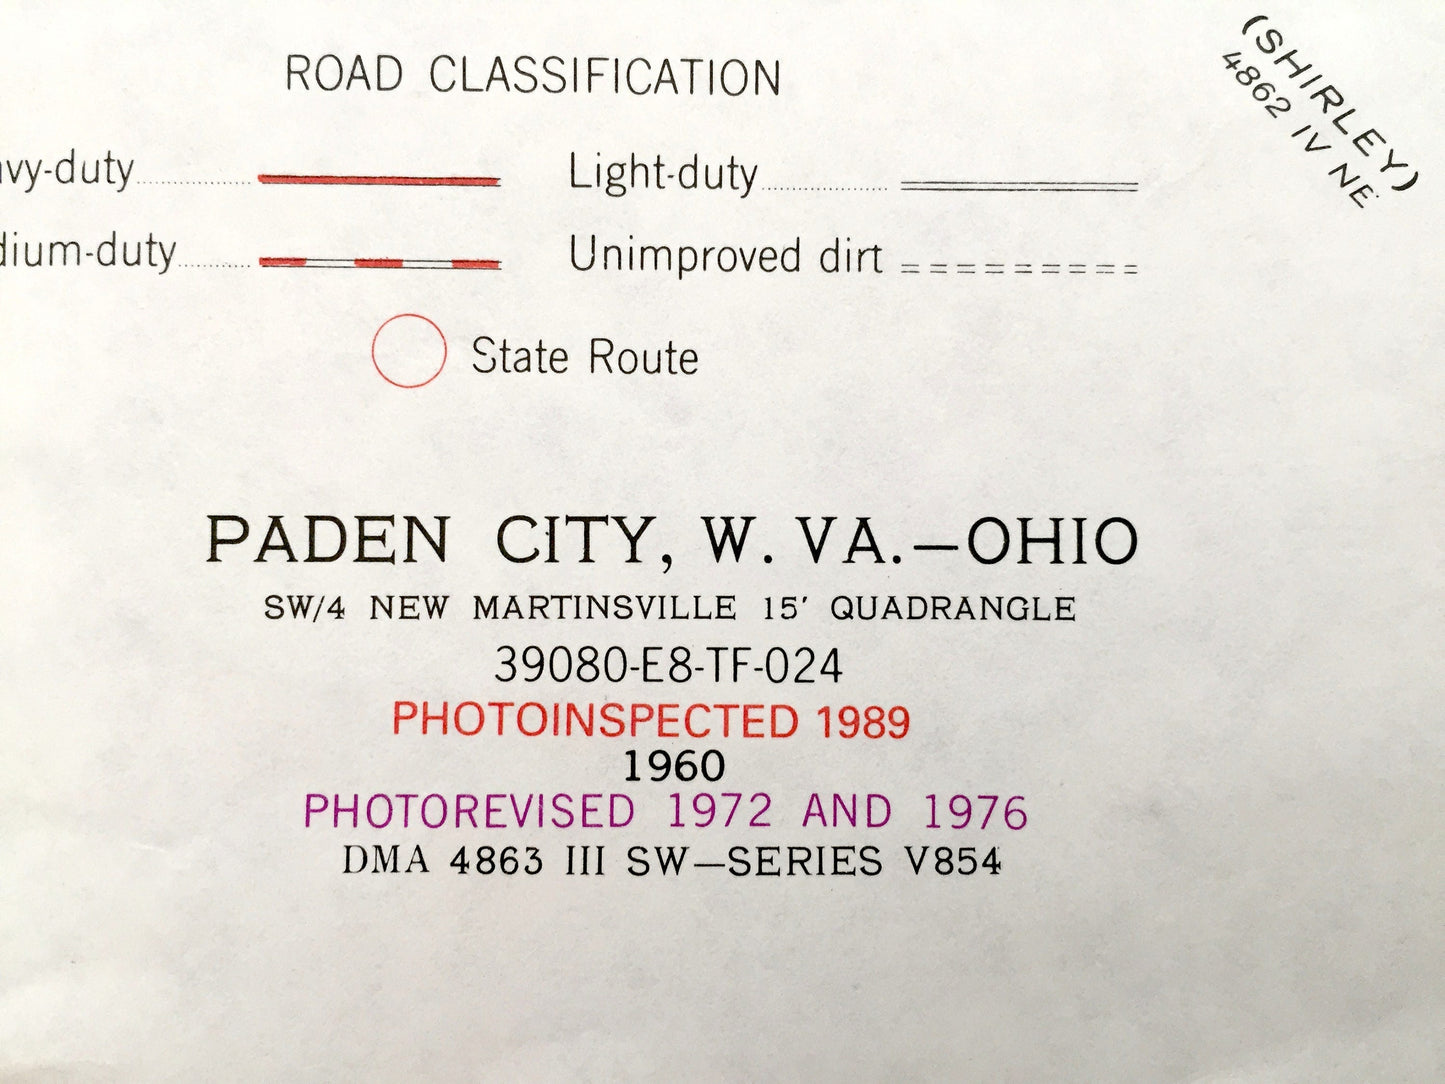 ROAD CLASSIFICATION
(SHIRLEY)
4862 IV NE
vy-duty
Light-duty
dium-duty
Unimproved dirt
State Route
PADEN CITY, W. VA.—OHIO
SW/4 NEW MARTINSVILLE 15′ QUADRANGLE
39080-E8-TF-024
PHOTOINSPECTED 1989
1960
PHOTOREVISED 1972 AND 1976
DMA 4863 III SW—SERIES V854